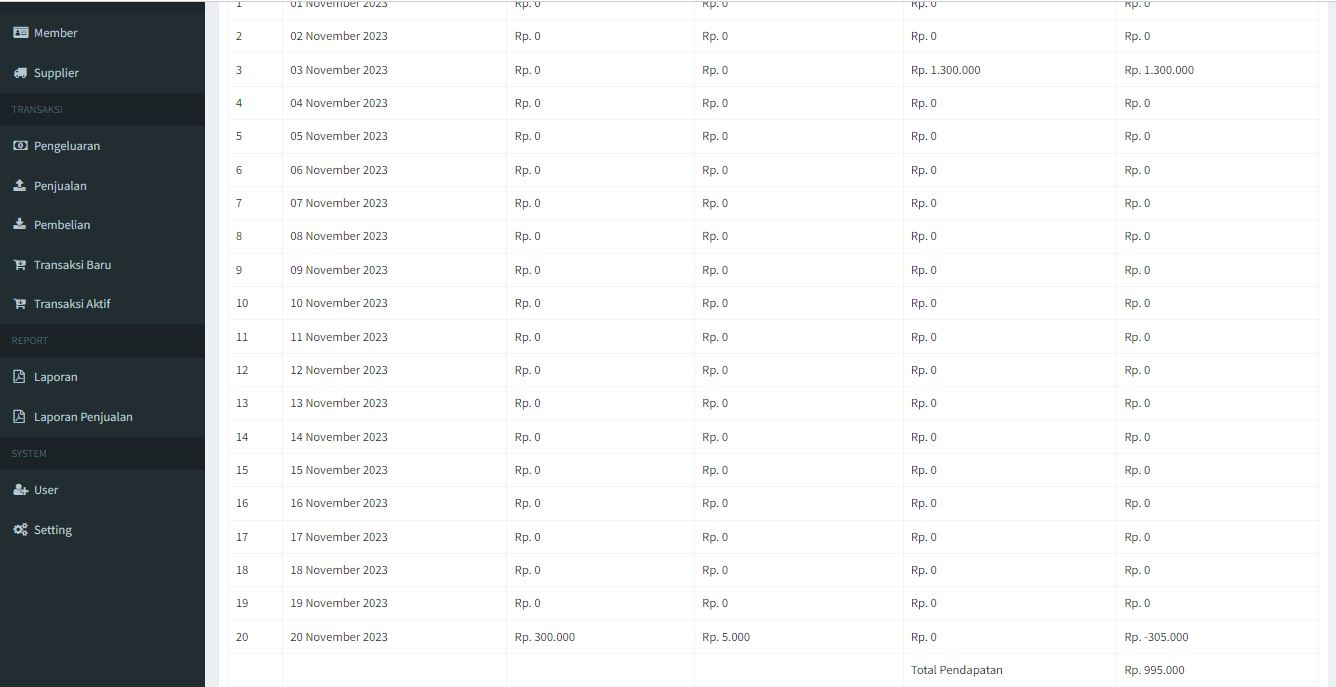 Member
Supplier
TRANSAKSI
Pengeluaran
Penjualan
Pembelian
Transaksi Baru
Transaksi Aktif
REPORT
Laporan
Laporan Penjualan
SYSTEM
User
Setting
1 01 November 2023 Rp. 0 Rp. 0 Rp. 0 Rp. 0
2 02 November 2023 Rp. 0 Rp. 0 Rp. 0 Rp. 0
3 03 November 2023 Rp. 0 Rp. 0 Rp. 1.300.000 Rp. 1.300.000
4 04 November 2023 Rp. 0 Rp. 0 Rp. 0 Rp. 0
5 05 November 2023 Rp. 0 Rp. 0 Rp. 0 Rp. 0
6 06 November 2023 Rp. 0 Rp. 0 Rp. 0 Rp. 0
7 07 November 2023 Rp. 0 Rp. 0 Rp. 0 Rp. 0
8 08 November 2023 Rp. 0 Rp. 0 Rp. 0 Rp. 0
9 09 November 2023 Rp. 0 Rp. 0 Rp. 0 Rp. 0
10 10 November 2023 Rp. 0 Rp. 0 Rp. 0 Rp. 0
11 11 November 2023 Rp. 0 Rp. 0 Rp. 0 Rp. 0
12 12 November 2023 Rp. 0 Rp. 0 Rp. 0 Rp. 0
13 13 November 2023 Rp. 0 Rp. 0 Rp. 0 Rp. 0
14 14 November 2023 Rp. 0 Rp. 0 Rp. 0 Rp. 0
15 15 November 2023 Rp. 0 Rp. 0 Rp. 0 Rp. 0
16 16 November 2023 Rp. 0 Rp. 0 Rp. 0 Rp. 0
17 17 November 2023 Rp. 0 Rp. 0 Rp. 0 Rp. 0
18 18 November 2023 Rp. 0 Rp. 0 Rp. 0 Rp. 0
19 19 November 2023 Rp. 0 Rp. 0 Rp. 0 Rp. 0
20 20 November 2023 Rp. 300.000 Rp. 5.000 Rp. 0 Rp. -305.000
Total Pendapatan Rp. 995.000